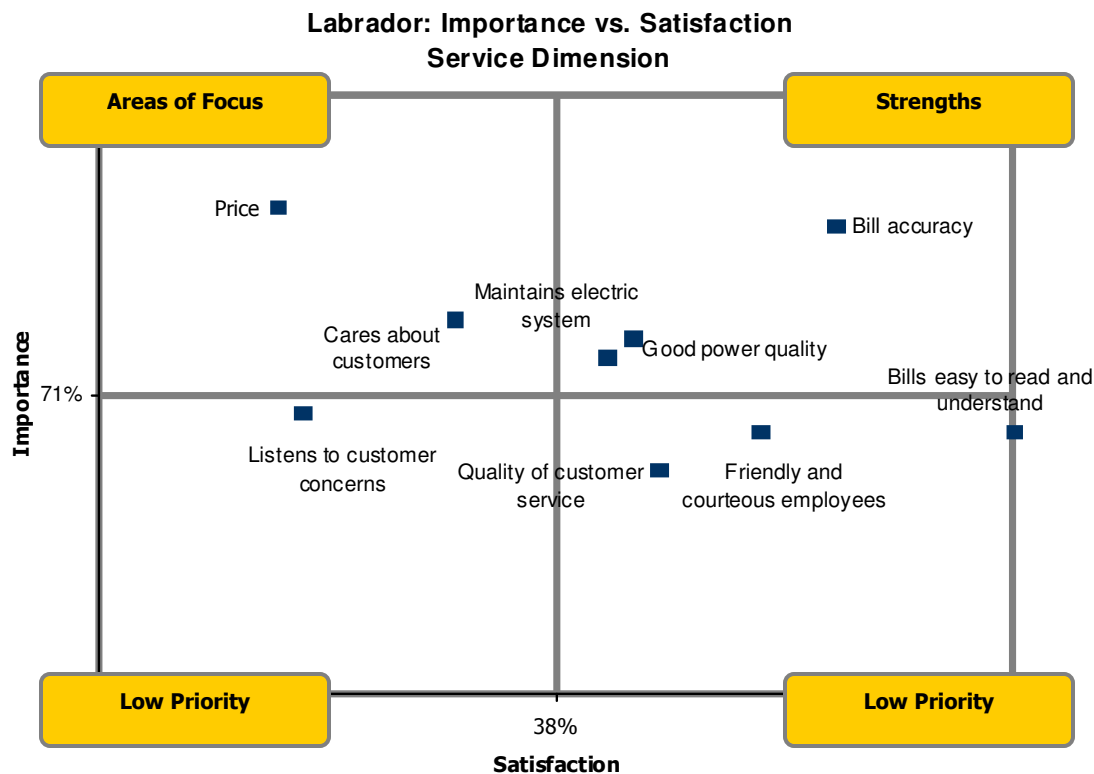 Labrador: Importance vs. Satisfaction
Service Dimension
Areas of Focus
Strengths
Price
Bill accuracy
Maintains electric
system
Cares about
customers
Good power quality
Bills easy to read and
understand
71%
Importance
Listens to customer
concerns
Quality of customer
service
Friendly and
courteous employees
Low Priority
Low Priority
38%
Satisfaction